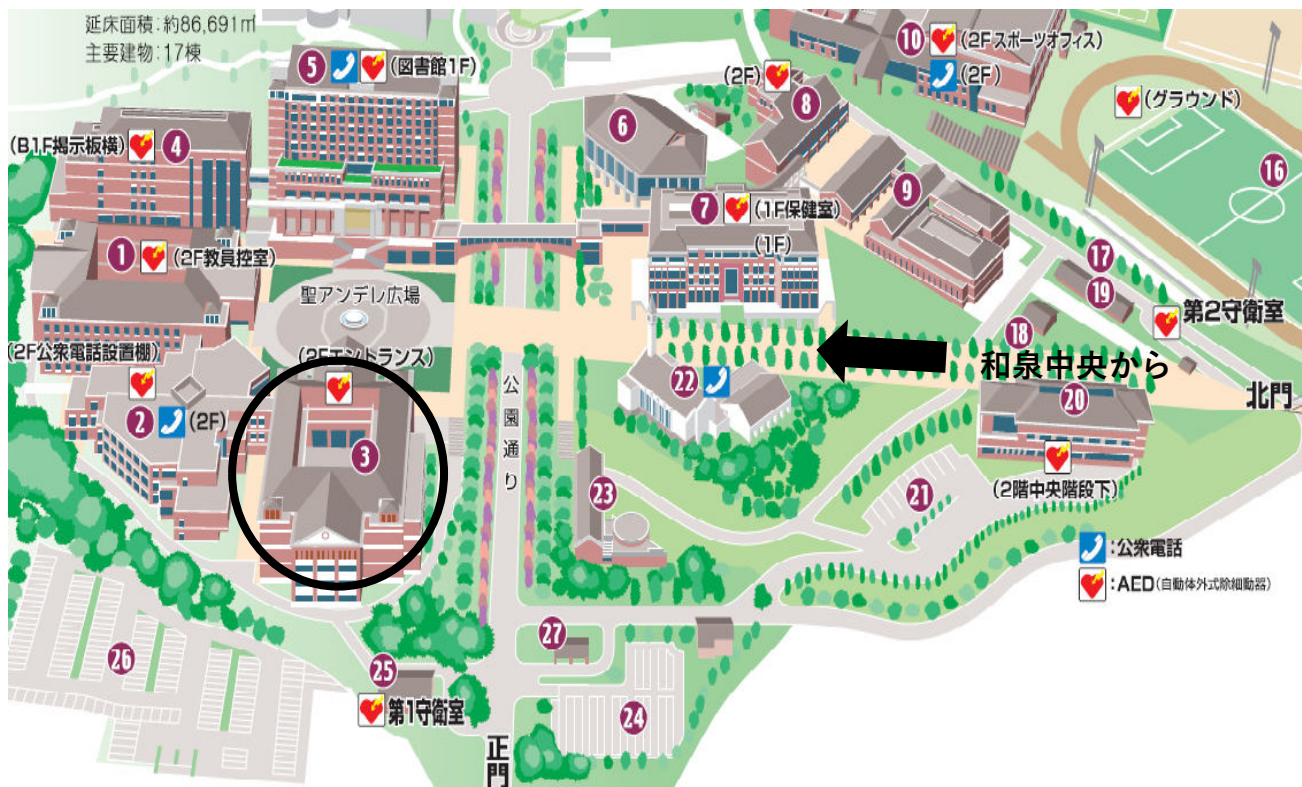 延床面積:約86,691㎡
主要建物:17棟
5
(図書館1F)
10
(2Fスポーツオフィス)
(2F)
(2F)
8
(グラウンド)
6
(B1F掲示板横)
4
16
9
7
(1F保健室)
(1F)
1
(2F教員控室)
17
19
聖アンデレ広場
第2守衛室
18
(2F公衆電話設置棚)
(2Fエントランス)
和泉中央から
22
20
北門
公園通り
2
(2F)
3
23
21
(2階中央階段下)
:公衆電話
:AED(自動体外式除細動器)
27
26
25
第1守衛室
24
正門